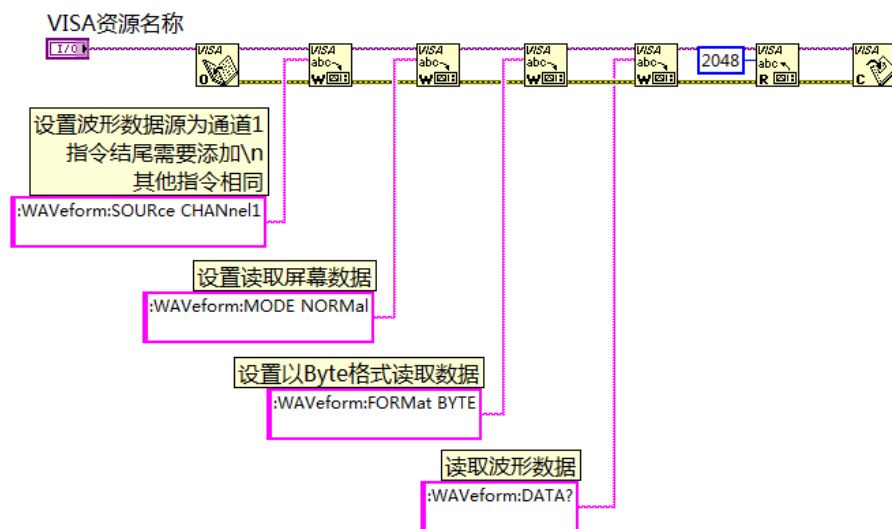 VISA资源名称
I/O
VISA
O
VISA
abc
W
VISA
abc
W
VISA
abc
W
VISA
abc
W
2048
VISA
abc
R
VISA
C
设置波形数据源为通道1
指令结尾需要添加\n
其他指令相同
:WAVeform:SOURce CHANnel1
设置读取屏幕数据
:WAVeform:MODE NORMal
设置以Byte格式读取数据
:WAVeform:FORMat BYTE
读取波形数据
:WAVeform:DATA?